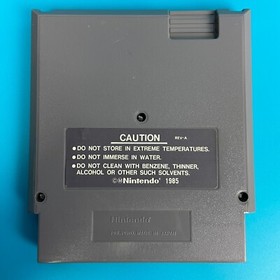 CAUTION
REV-A
●DO NOT STORE IN EXTREME TEMPERATURES.
●DO NOT IMMERSE IN WATER.
●DO NOT CLEAN WITH BENZENE, THINNER,
ALCOHOL OR OTHER SUCH SOLVENTS.
©®Nintendo® 1985
Nintendo®